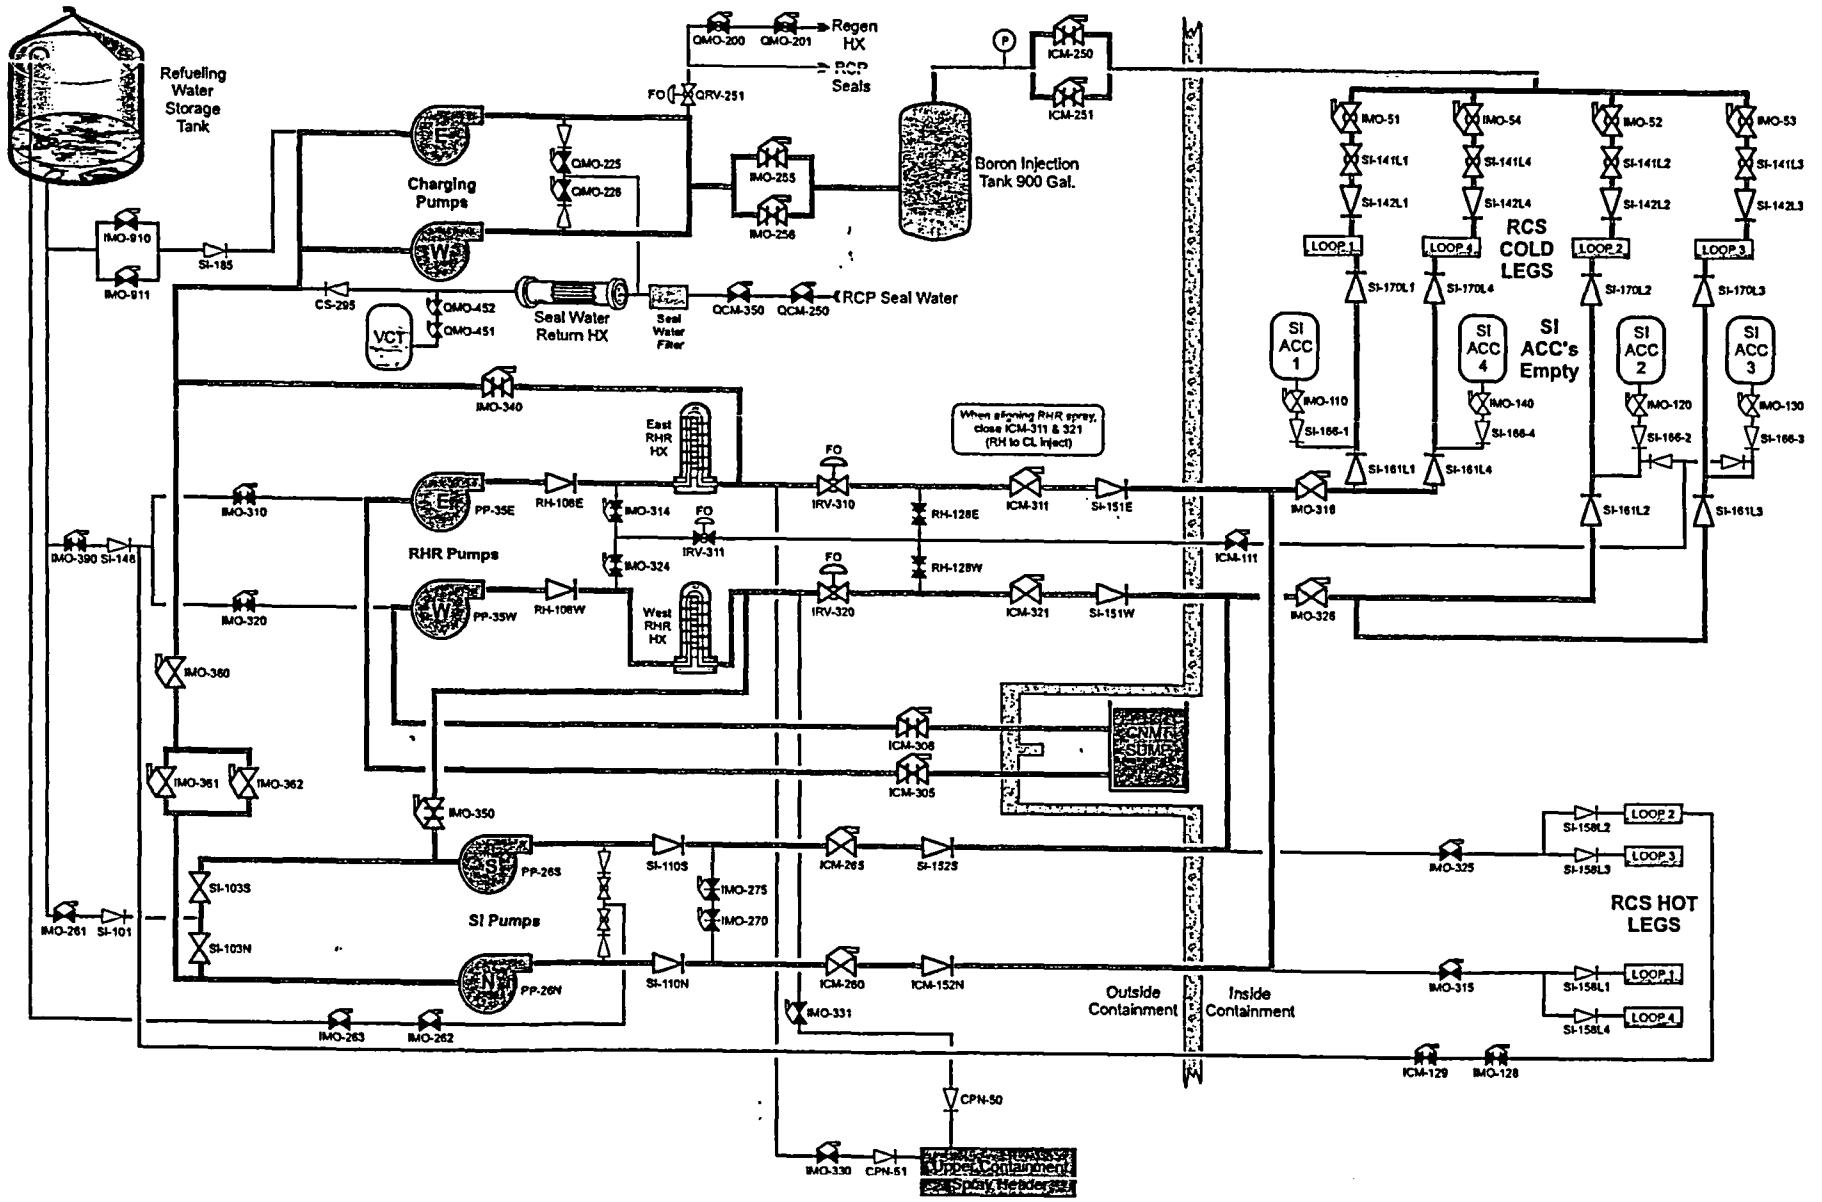 Refueling
Water
Storage
Tank
QMO-200
QMO-201
Regen
HX
RCP
Seals
FO
QRV-251
P
ICM-250
ICM-251
E
Charging
Pumps
W
QMO-225
QMO-226
IMO-255
IMO-256
Boron Injection
Tank 900 Gal.
IMO-51
IMO-54
IMO-52
IMO-53
SI-141L1
SI-141L4
SI-141L2
SI-141L3
SI-142L1
SI-142L4
SI-142L2
SI-142L3
RCS
COLD
LEGS
LOOP 1
LOOP 4
LOOP 2
LOOP 3
IMO-910
IMO-911
SI-185
CS-295
QMO-452
QMO-451
VCT
Seal Water
Return HX
Seal
Water
Filter
QCM-350
QCM-250
RCP Seal Water
SI-170L1
SI-170L4
SI-170L2
SI-170L3
SI
ACC
1
SI
ACC
4
SI
ACC's
Empty
SI
ACC
2
SI
ACC
3
IMO-110
IMO-140
IMO-120
IMO-130
SI-166-1
SI-166-4
SI-166-2
SI-166-3
SI-161L1
SI-161L4
SI-161L2
SI-161L3
IMO-340
East
RHR
HX
When aligning RHR spray,
close ICM-311 & 321
(RH to CL inject)
IMO-310
E
PP-35E
RH-108E
IMO-314
FO
IRV-311
FO
IRV-310
RH-128E
ICM-311
SI-151E
IMO-316
IMO-390
SI-148
RHR Pumps
IMO-324
ICM-111
IMO-320
W
PP-35W
RH-108W
West
RHR
HX
FO
IRV-320
RH-128W
ICM-321
SI-151W
IMO-326
IMO-360
IMO-361
IMO-362
ICM-306
ICM-305
CNMT
SUMP
IMO-350
S
PP-26S
SI-110S
ICM-265
SI-152S
SI-103S
SI-103N
IMO-261
SI-101
SI Pumps
IMO-275
IMO-270
N
PP-26N
SI-110N
ICM-260
ICM-152N
IMO-325
SI-158L2
LOOP 2
SI-158L3
LOOP 3
RCS HOT
LEGS
IMO-315
SI-158L1
LOOP 1
SI-158L4
LOOP 4
Outside
Containment
Inside
Containment
IMO-263
IMO-262
IMO-331
ICM-129
IMO-128
CPN-50
IMO-330
CPN-51
Upper Containment
Spray Header